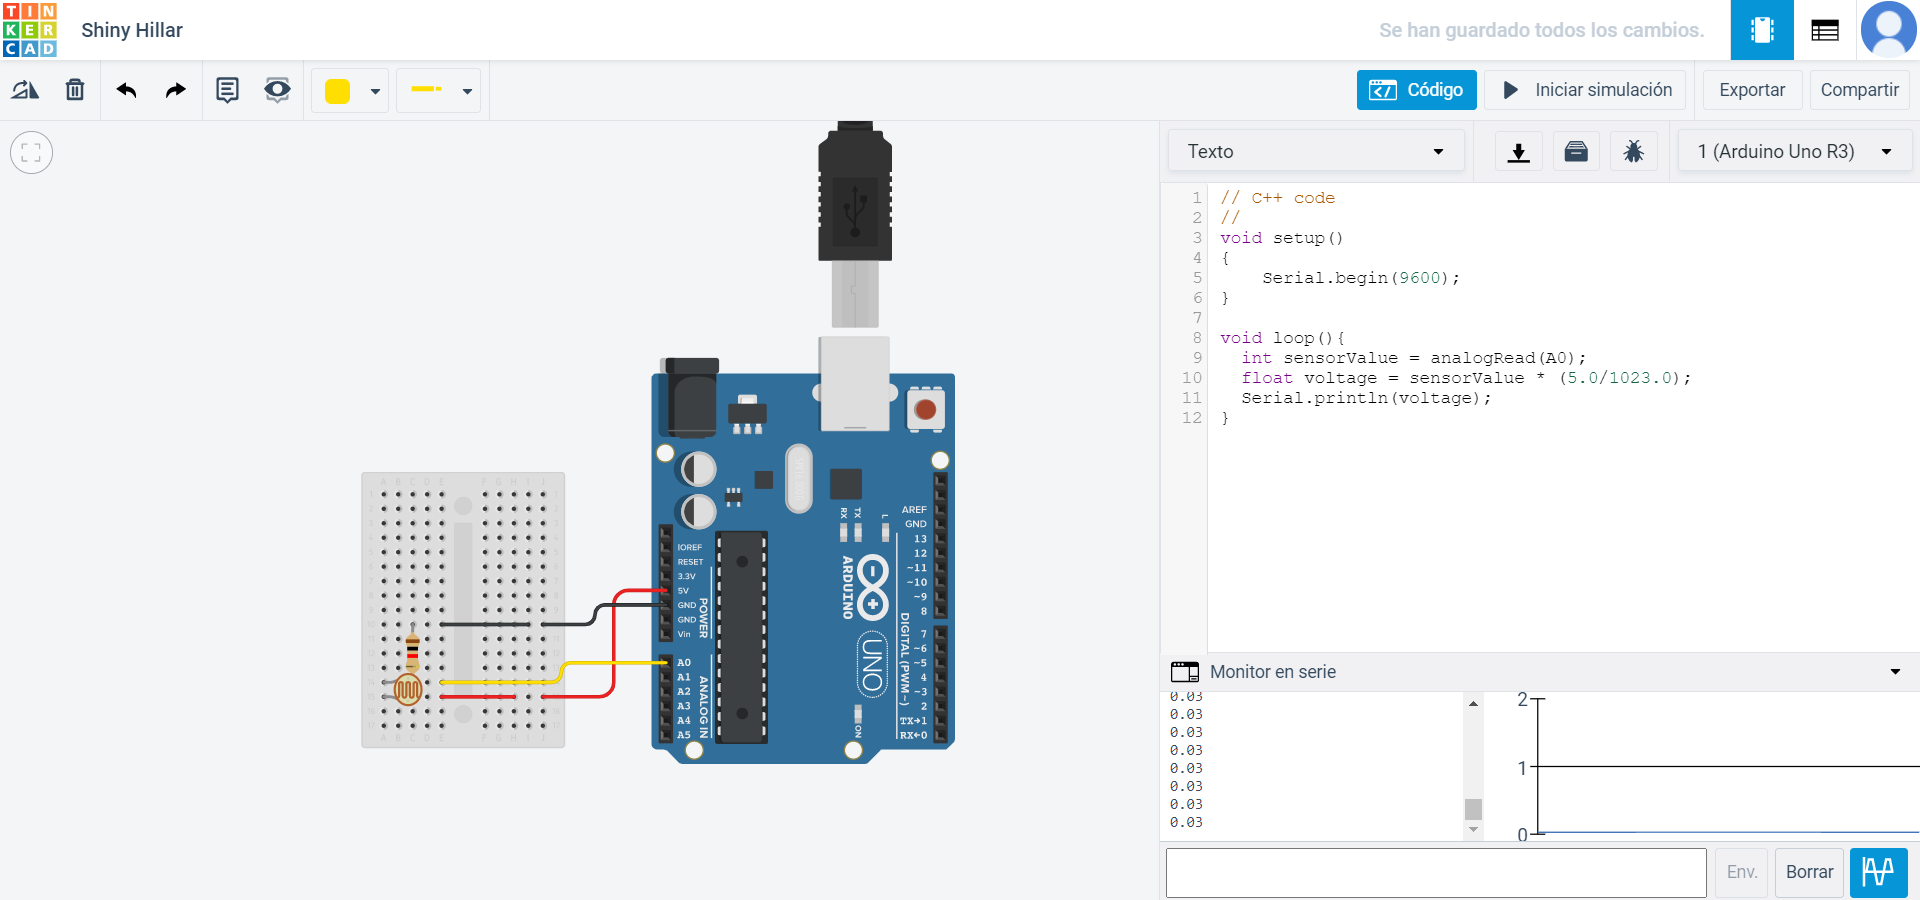 TINKERCAD
Shiny Hillar
Se han guardado todos los cambios.
Código
Iniciar simulación
Exportar
Compartir
Texto
1 (Arduino Uno R3)
1 // C++ code
2 //
3 void setup()
4 {
5 Serial.begin(9600);
6 }
7
8 void loop(){
9 int sensorValue = analogRead(A0);
10 float voltage = sensorValue * (5.0/1023.0);
11 Serial.println(voltage);
12 }
Monitor en serie
0.03
0.03
0.03
0.03
0.03
0.03
0.03
0.03
2
1
0
Env.
Borrar
A B C D E F G H I J
IOREF
RESET
3.3V
5V
GND
GND
Vin
POWER
A0
A1
A2
A3
A4
A5
ANALOG IN
RX
TX
L
ARDUINO
UNO
ON
AREF
GND
13
12
~11
~10
~9
8
7
~6
~5
4
~3
2
TX→1
RX←0
DIGITAL (PWM~)